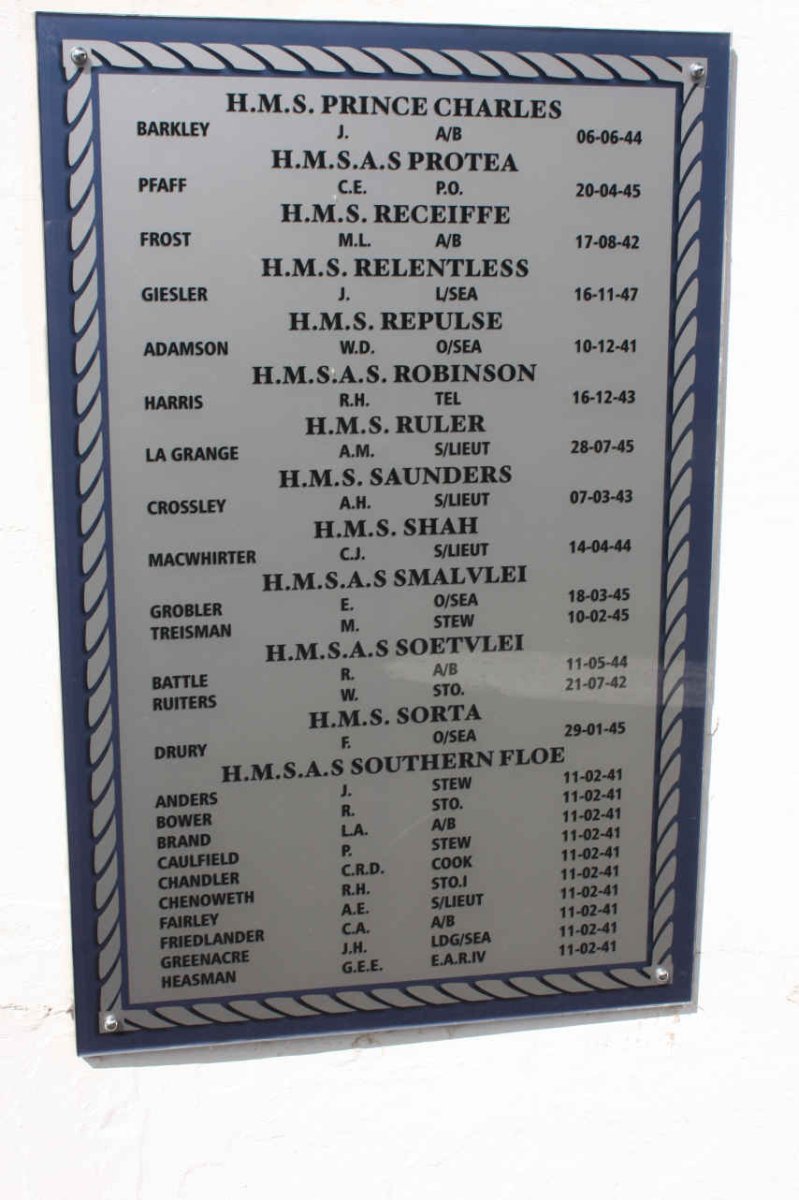 H.M.S. PRINCE CHARLES
BARKLEY J. A/B 06-06-44
H.M.S.A.S PROTEA
PFAFF C.E. P.O. 20-04-45
H.M.S. RECEIFFE
FROST M.L. A/B 17-08-42
H.M.S. RELENTLESS
GIESLER J. L/SEA 16-11-47
H.M.S. REPULSE
ADAMSON W.D. O/SEA 10-12-41
H.M.S.A.S. ROBINSON
HARRIS R.H. TEL 16-12-43
H.M.S. RULER
LA GRANGE A.M. S/LIEUT 28-07-45
H.M.S. SAUNDERS
CROSSLEY A.H. S/LIEUT 07-03-43
H.M.S. SHAH
MACWHIRTER C.J. S/LIEUT 14-04-44
H.M.S.A.S SMALVLEI
GROBLER E. O/SEA 18-03-45
TREISMAN M. STEW 10-02-45
H.M.S.A.S SOETVLEI
BATTLE R. A/B 11-05-44
RUITERS W. STO. 21-07-42
H.M.S. SORTA
DRURY F. O/SEA 29-01-45
H.M.S.A.S SOUTHERN FLOE
ANDERS J. STEW 11-02-41
BOWER R. STO. 11-02-41
BRAND L.A. A/B 11-02-41
CAULFIELD P. STEW 11-02-41
CHANDLER C.R.D. COOK 11-02-41
CHENOWETH R.H. STO.I 11-02-41
FAIRLEY A.E. S/LIEUT 11-02-41
FRIEDLANDER C.A. A/B 11-02-41
GREENACRE J.H. LDG/SEA 11-02-41
HEASMAN G.E.E. E.A.R.IV 11-02-41